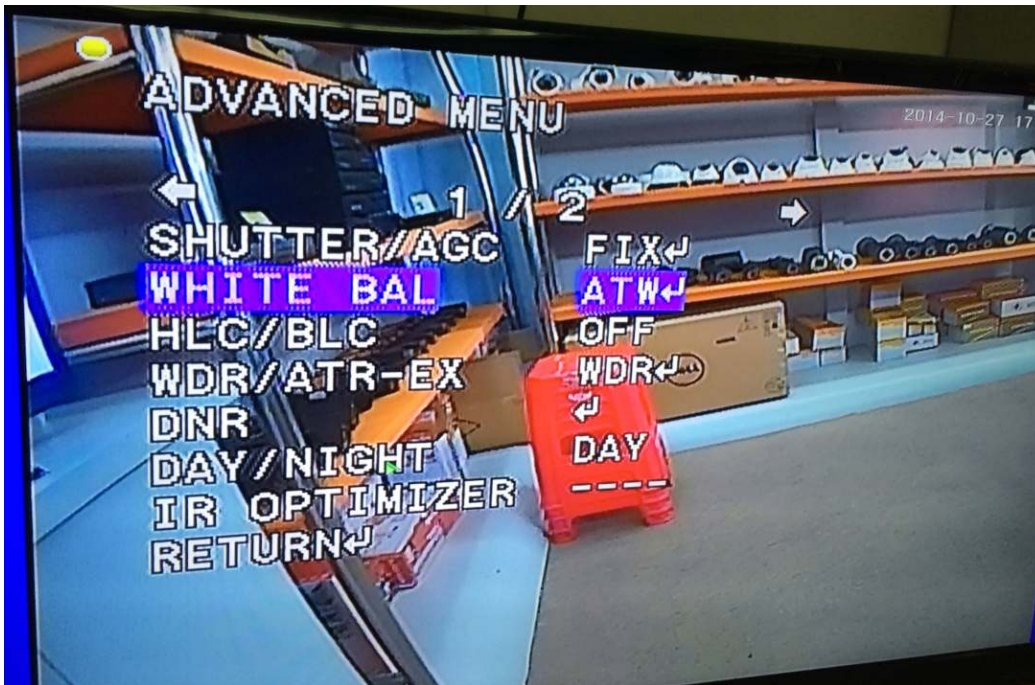 ADVANCED MENU
2014-10-27 17
1 / 2
SHUTTER/AGC FIX↵
WHITE BAL ATW↵
HLC/BLC OFF
WDR/ATR-EX WDR↵
DELL
DNR ↵
DAY/NIGHT DAY
IR OPTIMIZER ----
RETURN↵